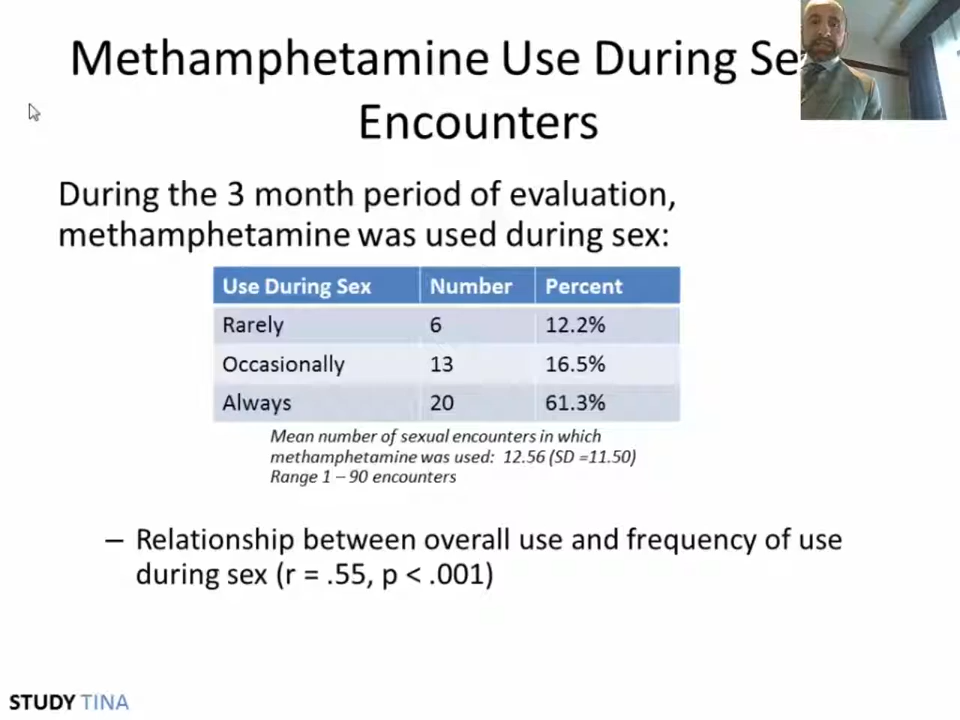 Methamphetamine Use During Se
Encounters
During the 3 month period of evaluation,
methamphetamine was used during sex:
Use During Sex Number Percent
Rarely 6 12.2%
Occasionally 13 16.5%
Always 20 61.3%
Mean number of sexual encounters in which
methamphetamine was used: 12.56 (SD =11.50)
Range 1 – 90 encounters
– Relationship between overall use and frequency of use
during sex (r = .55, p < .001)
STUDY TINA